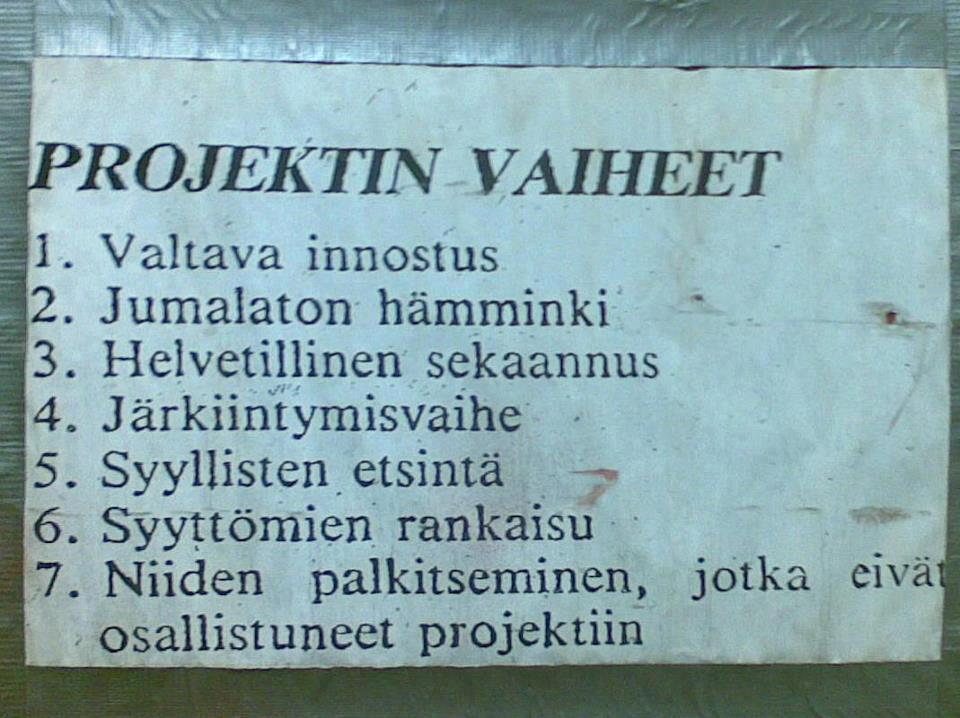 PROJEKTIN VAIHEET
1. Valtava innostus
2. Jumalaton hämminki
3. Helvetillinen sekaannus
4. Järkiintymisvaihe
5. Syyllisten etsintä
6. Syyttömien rankaisu
7. Niiden palkitseminen, jotka eivät
osallistuneet projektiin